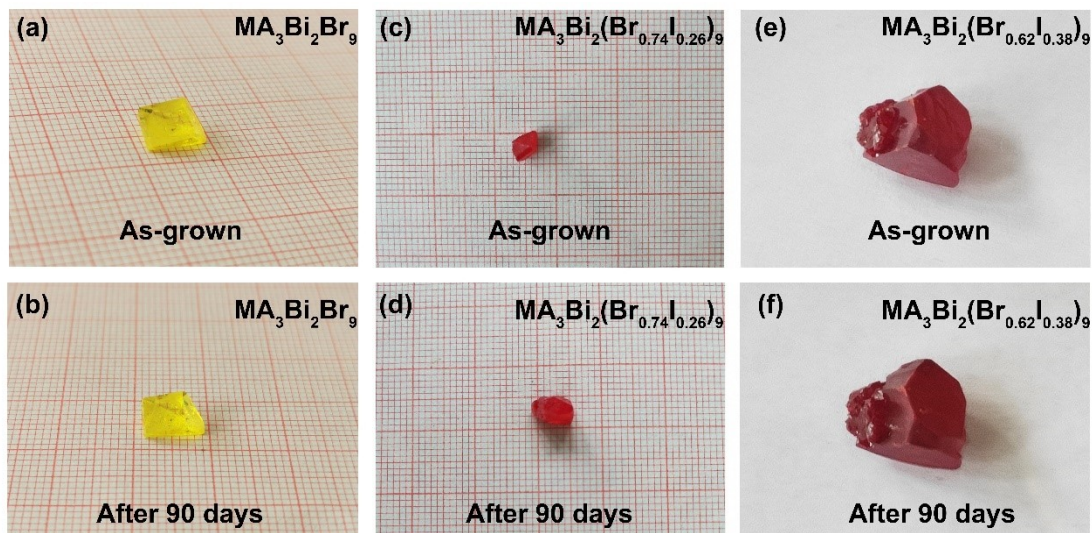 (a) MA₃Bi₂Br₉
As-grown
(c) MA₃Bi₂(Br₀.₇₄I₀.₂₆)₉
As-grown
(e) MA₃Bi₂(Br₀.₆₂I₀.₃₈)₉
As-grown
(b) MA₃Bi₂Br₉
After 90 days
(d) MA₃Bi₂(Br₀.₇₄I₀.₂₆)₉
After 90 days
(f) MA₃Bi₂(Br₀.₆₂I₀.₃₈)₉
After 90 days